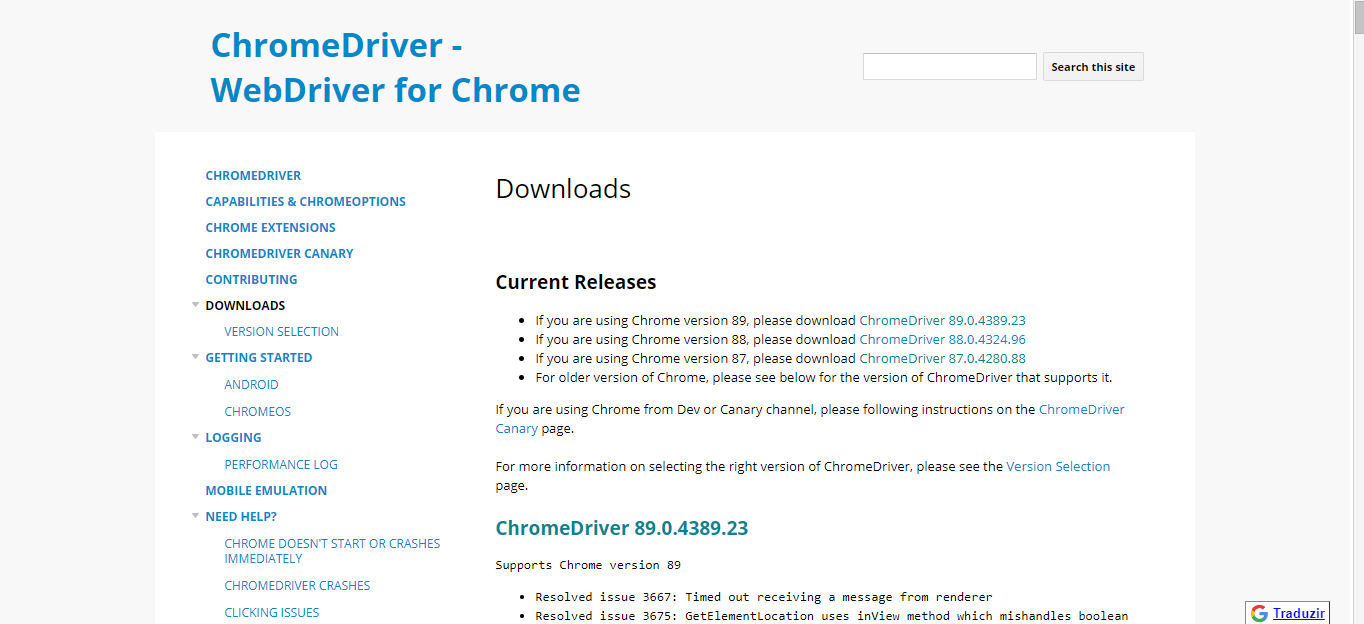 ChromeDriver -
WebDriver for Chrome
Search this site
CHROMEDRIVER
CAPABILITIES & CHROMEOPTIONS
CHROME EXTENSIONS
CHROMEDRIVER CANARY
CONTRIBUTING
DOWNLOADS
VERSION SELECTION
GETTING STARTED
ANDROID
CHROMEOS
LOGGING
PERFORMANCE LOG
MOBILE EMULATION
NEED HELP?
CHROME DOESN'T START OR CRASHES
IMMEDIATELY
CHROMEDRIVER CRASHES
CLICKING ISSUES
Downloads
Current Releases
If you are using Chrome version 89, please download ChromeDriver 89.0.4389.23
If you are using Chrome version 88, please download ChromeDriver 88.0.4324.96
If you are using Chrome version 87, please download ChromeDriver 87.0.4280.88
For older version of Chrome, please see below for the version of ChromeDriver that supports it.
If you are using Chrome from Dev or Canary channel, please following instructions on the ChromeDriver
Canary page.
For more information on selecting the right version of ChromeDriver, please see the Version Selection
page.
ChromeDriver 89.0.4389.23
Supports Chrome version 89
Resolved issue 3667: Timed out receiving a message from renderer
Resolved issue 3675: GetElementLocation uses inView method which mishandles boolean
Traduzir